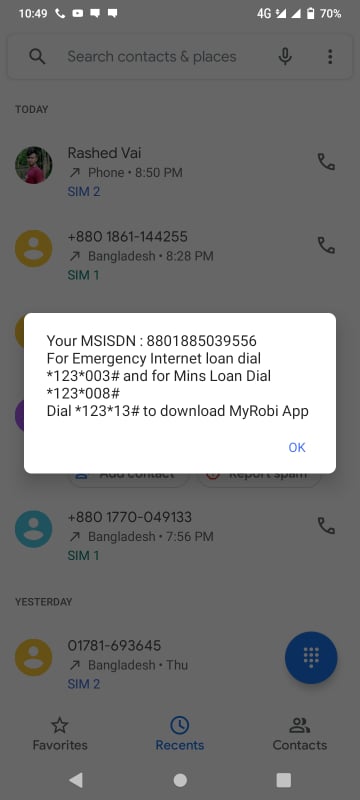 10:49
4G
70%
Search contacts & places
TODAY
Rashed Vai
Phone • 8:50 PM
SIM 2
+880 1861-144255
Bangladesh • 8:28 PM
SIM 1
Your MSISDN : 8801885039556
For Emergency Internet loan dial
*123*003# and for Mins Loan Dial
*123*008#
Dial *123*13# to download MyRobi App
OK
Add contact
Report spam
+880 1770-049133
Bangladesh • 7:56 PM
SIM 1
YESTERDAY
01781-693645
Bangladesh • Thu
SIM 2
Favorites
Recents
Contacts